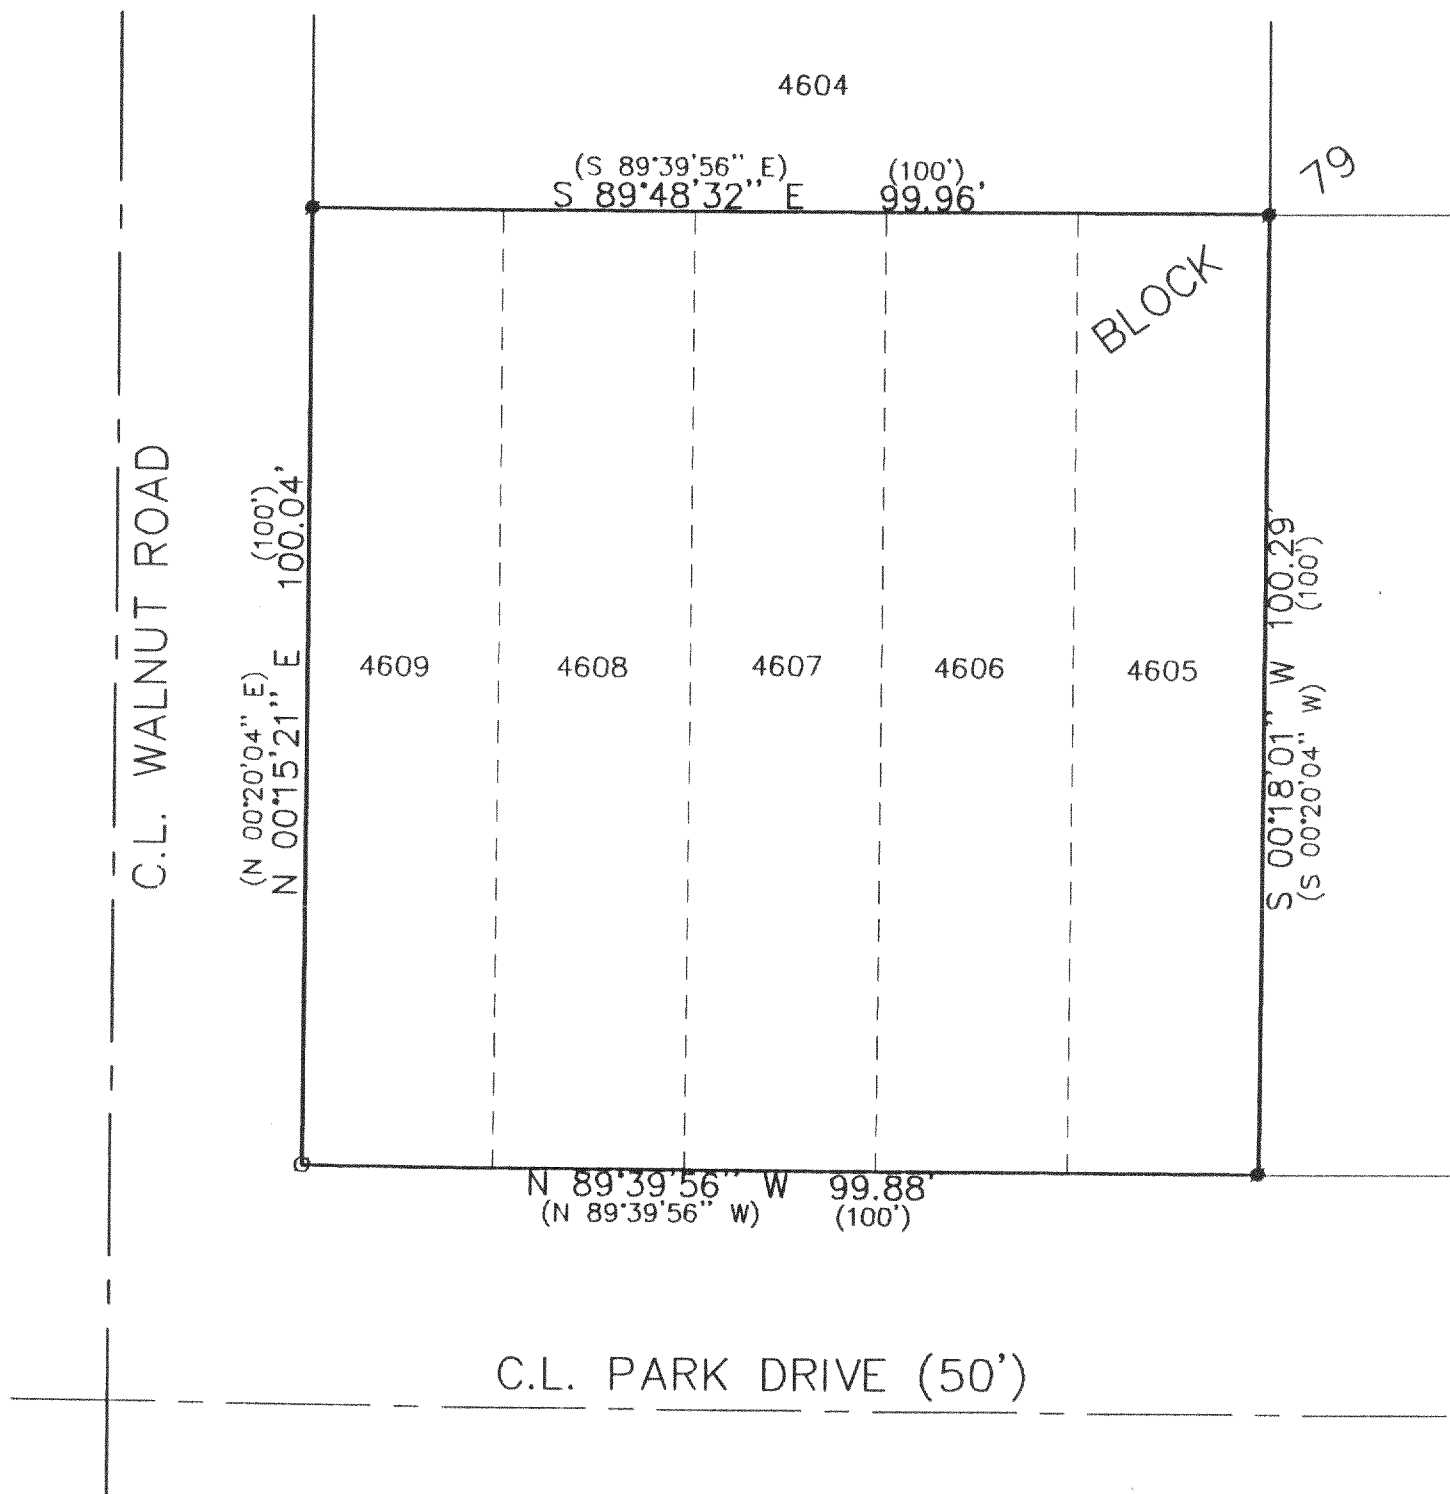 4604
(S 89°39'56" E) (100')
S 89°48'32" E 99.96'
79
BLOCK
C.L. WALNUT ROAD
(N 00°20'04" E) (100')
N 00°15'21" E 100.04'
4609 4608 4607 4606 4605
S 00°18'01" W 100.29'
(S 00°20'04" W) (100')
N 89°39'56" W 99.88'
(N 89°39'56" W) (100')
C.L. PARK DRIVE (50')